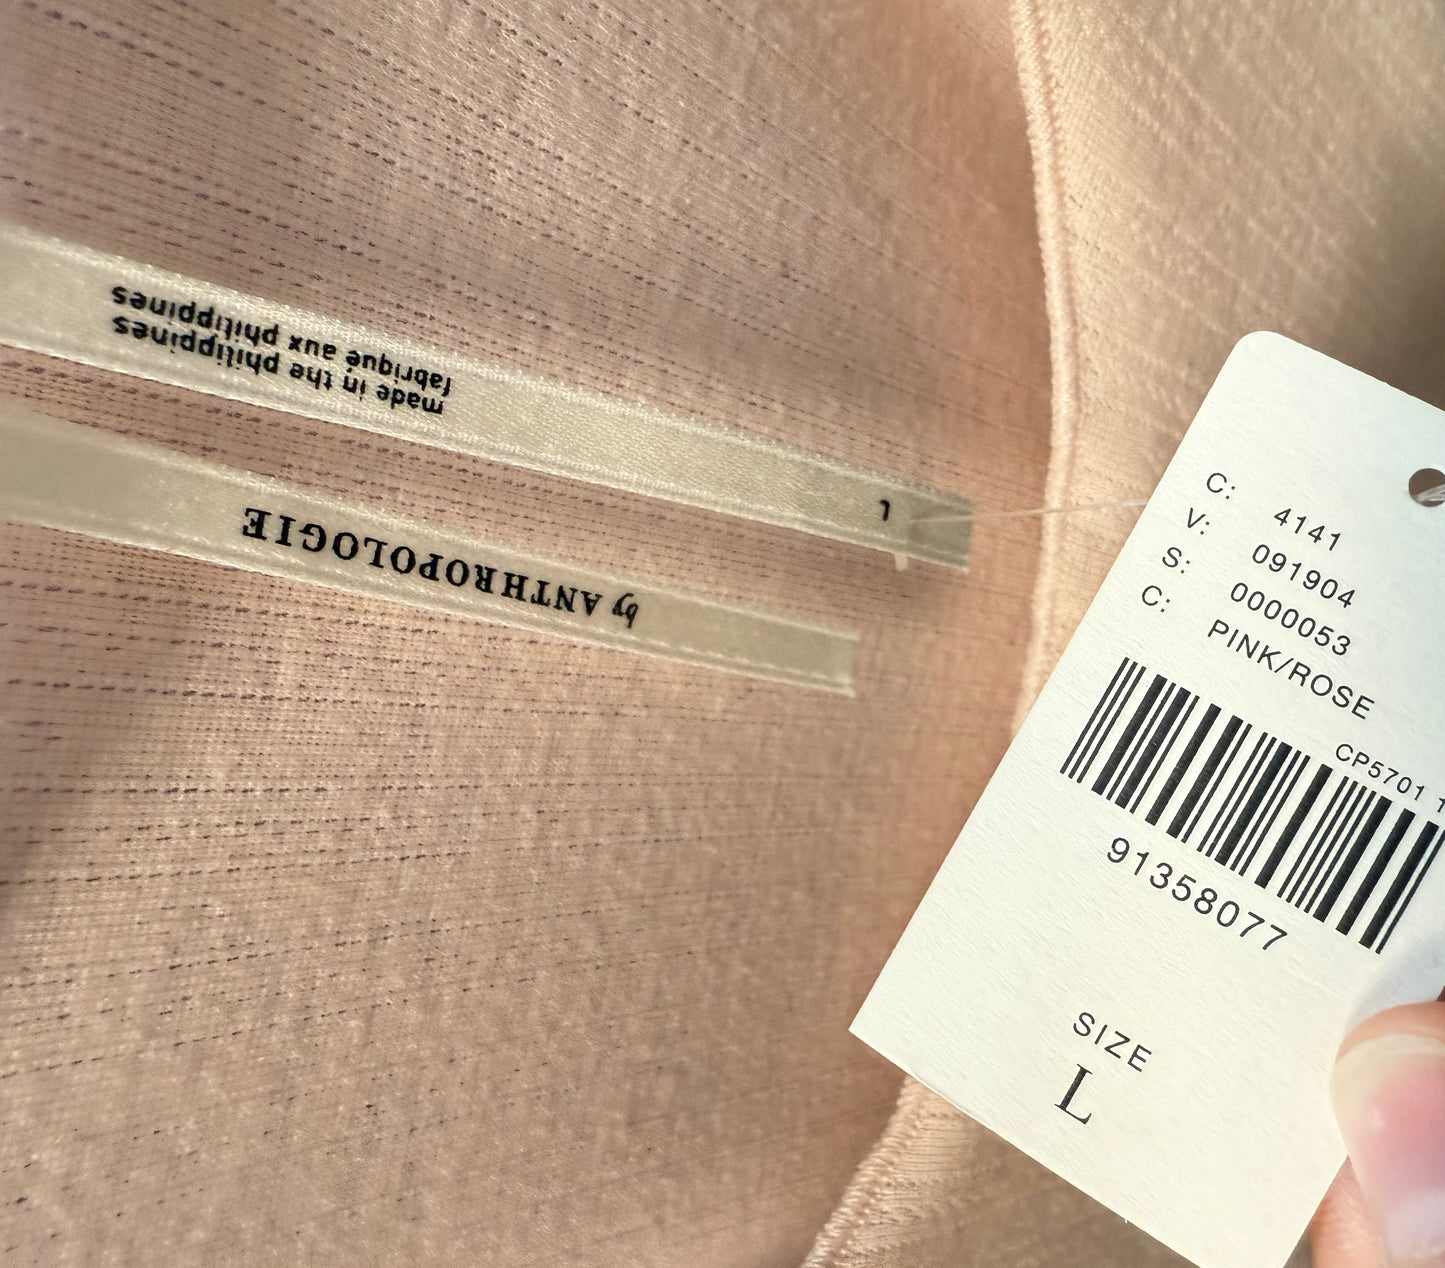 made in the philippines
fabriqué aux philippines
L
by ANTHROPOLOGIE
C: 4141
V: 091904
S: 0000053
C: PINK/ROSE
CP5701
91358077
SIZE
L